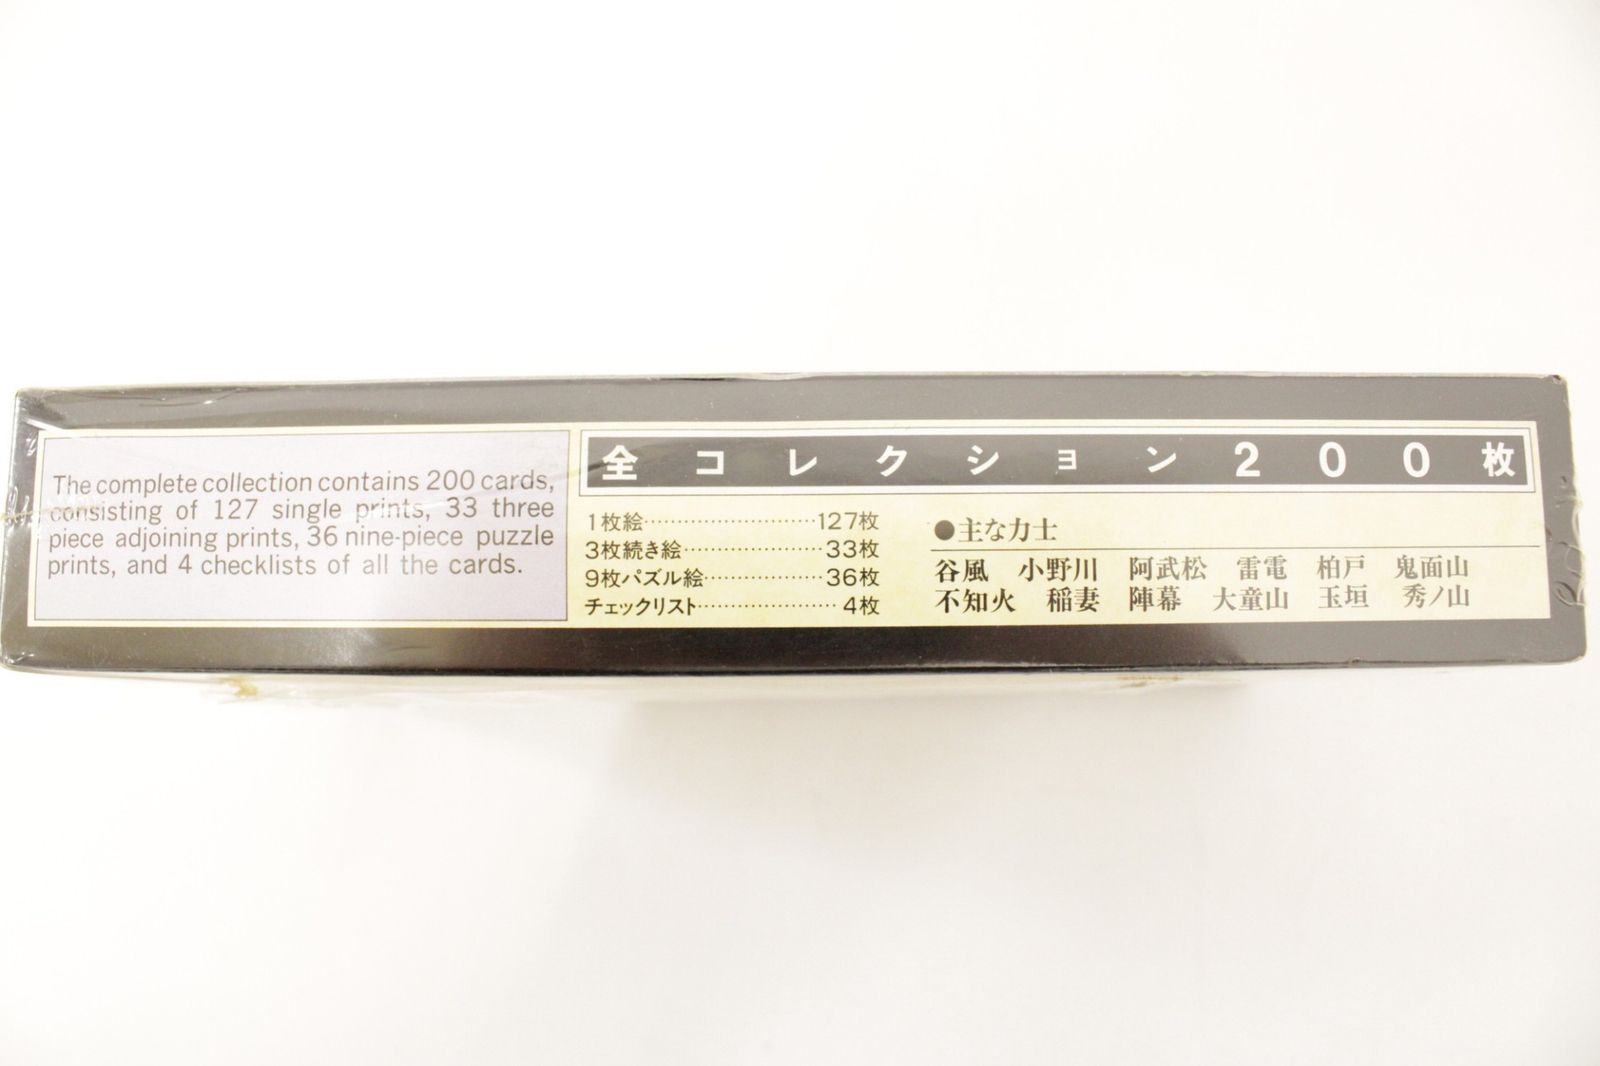 The complete collection contains 200 cards,
consisting of 127 single prints, 33 three
piece adjoining prints, 36 nine-piece puzzle
prints, and 4 checklists of all the cards.
全コレクション200枚
1枚絵…………………127枚
3枚続き絵………………33枚
9枚パズル絵……………36枚
チェックリスト……………4枚
●主な力士
谷風 小野川 阿武松 雷電 柏戸 鬼面山
不知火 稲妻 陣幕 大童山 玉垣 秀ノ山